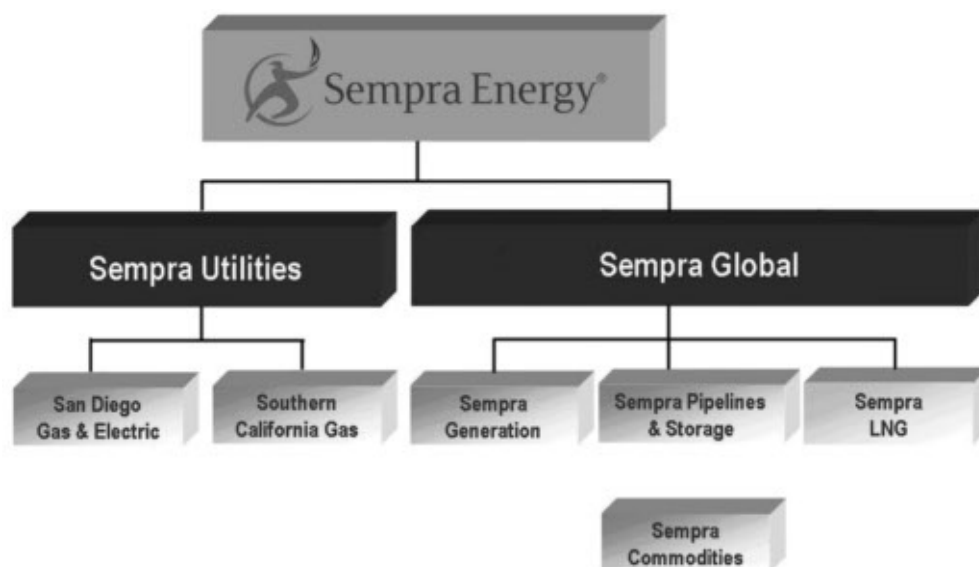 Sempra Energy®
Sempra Utilities
Sempra Global
San Diego
Gas & Electric
Southern
California Gas
Sempra
Generation
Sempra Pipelines
& Storage
Sempra
LNG
Sempra
Commodities